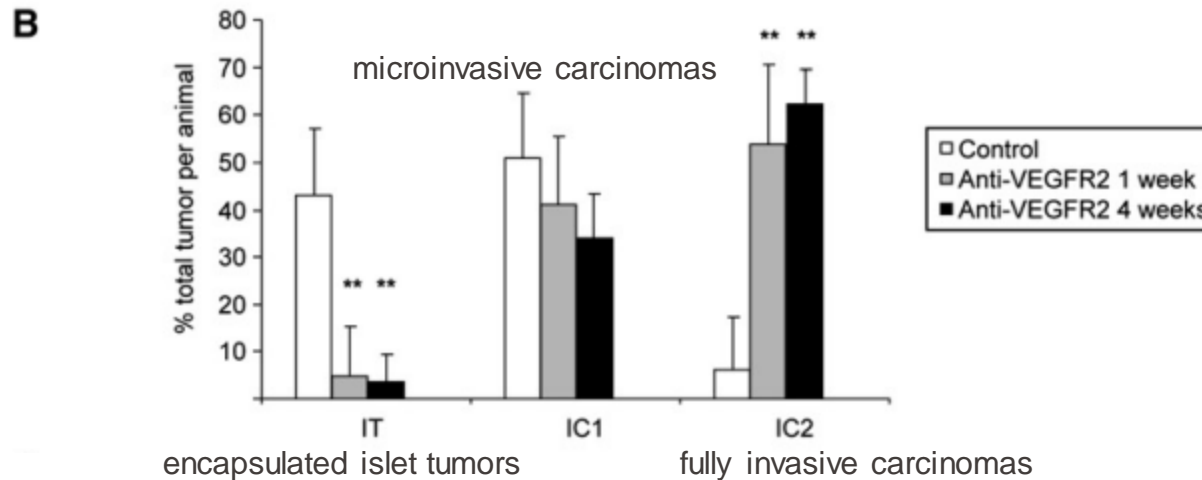 B
% total tumor per animal
80
70
60
50
40
30
20
10
microinvasive carcinomas
** **
** **
Control
Anti-VEGFR2 1 week
Anti-VEGFR2 4 weeks
IT IC1 IC2
encapsulated islet tumors fully invasive carcinomas